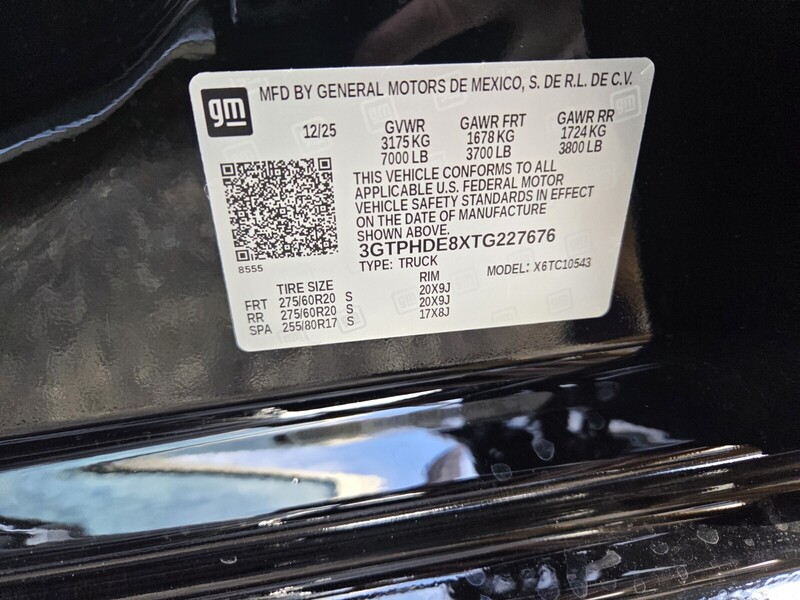 gm MFD BY GENERAL MOTORS DE MEXICO, S. DE R.L. DE C.V.
12/25 GVWR GAWR FRT GAWR RR
3175 KG 1678 KG 1724 KG
7000 LB 3700 LB 3800 LB
THIS VEHICLE CONFORMS TO ALL
APPLICABLE U.S. FEDERAL MOTOR
VEHICLE SAFETY STANDARDS IN EFFECT
ON THE DATE OF MANUFACTURE
SHOWN ABOVE.
3GTPHDE8XTG227676
8555
TYPE: TRUCK MODEL: X6TC10543
TIRE SIZE RIM
FRT 275/60R20 S 20X9J
RR 275/60R20 S 20X9J
SPA 255/80R17 S 17X8J